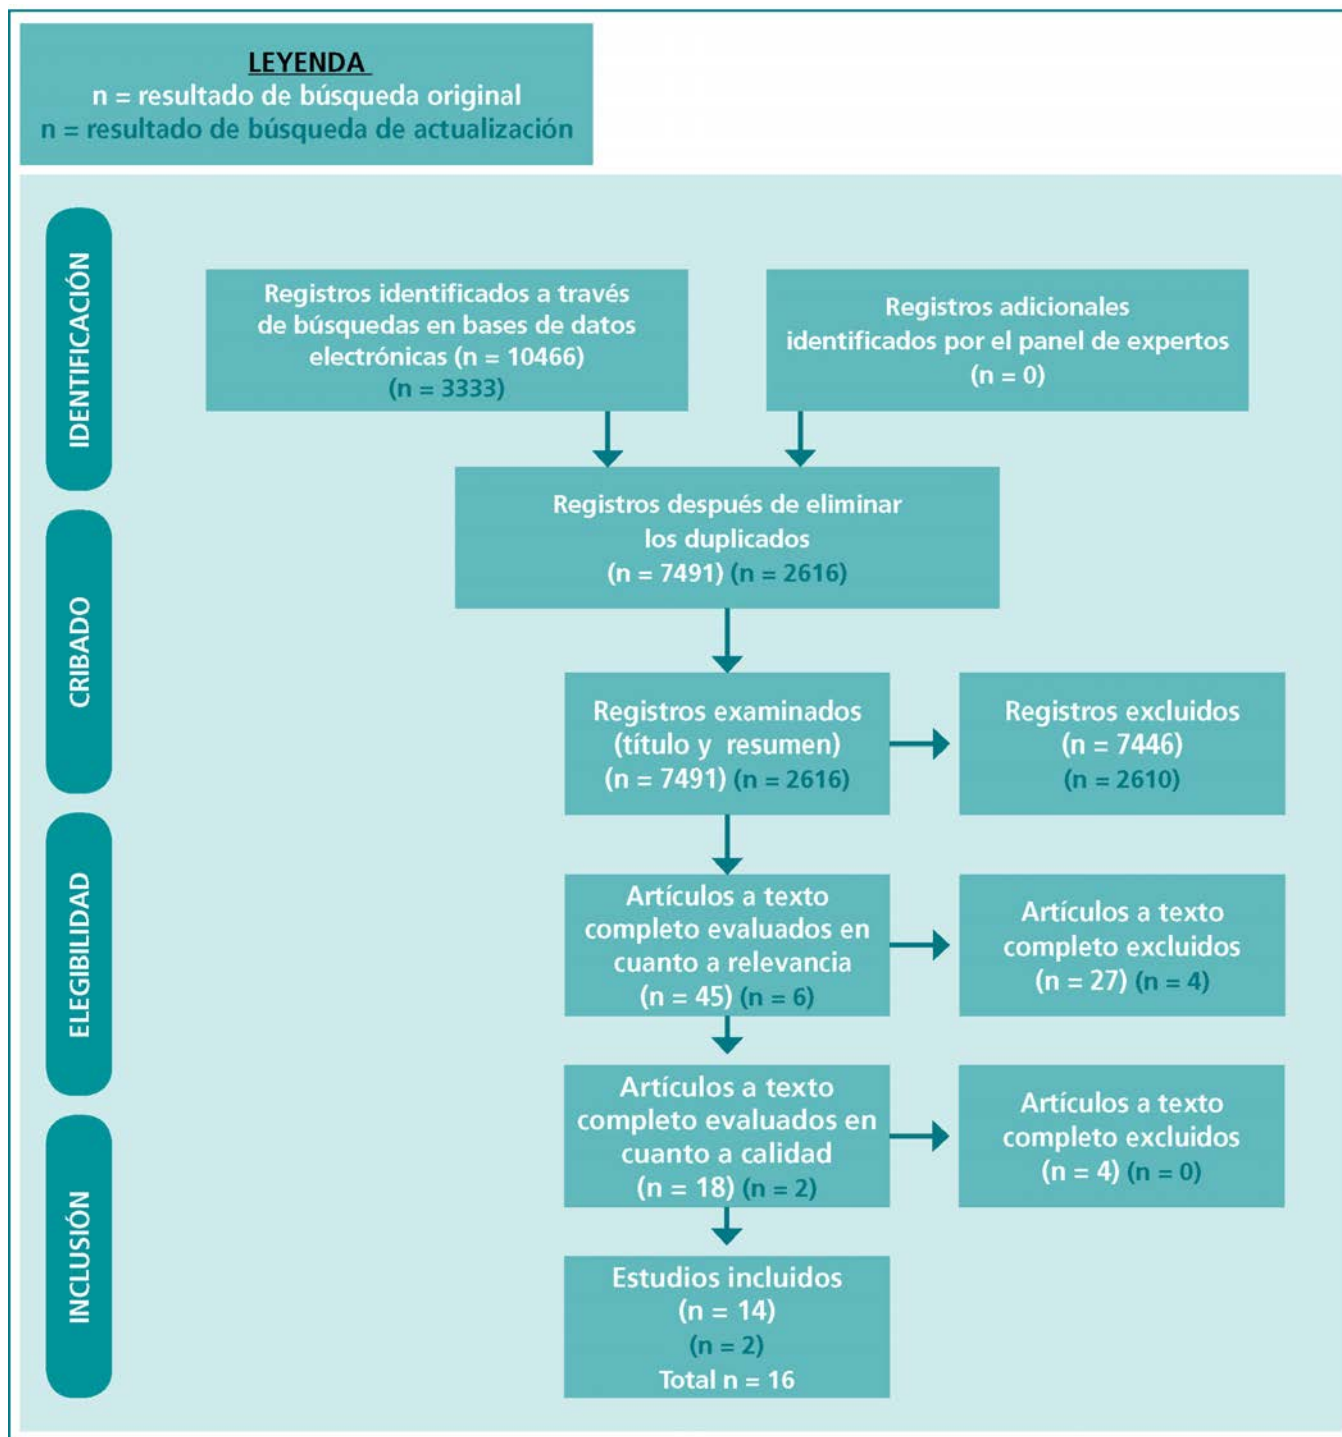 LEYENDA
n = resultado de búsqueda original
n = resultado de búsqueda de actualización
IDENTIFICACIÓN
Registros identificados a través
de búsquedas en bases de datos
electrónicas (n = 10466)
(n = 3333)
Registros adicionales
identificados por el panel de expertos
(n = 0)
Registros después de eliminar
los duplicados
(n = 7491) (n = 2616)
CRIBADO
Registros examinados
(título y resumen)
(n = 7491) (n = 2616)
Registros excluidos
(n = 7446)
(n = 2610)
ELEGIBILIDAD
Artículos a texto
completo evaluados en
cuanto a relevancia
(n = 45) (n = 6)
Artículos a texto
completo excluidos
(n = 27) (n = 4)
Artículos a texto
completo evaluados en
cuanto a calidad
(n = 18) (n = 2)
Artículos a texto
completo excluidos
(n = 4) (n = 0)
INCLUSIÓN
Estudios incluidos
(n = 14)
(n = 2)
Total n = 16